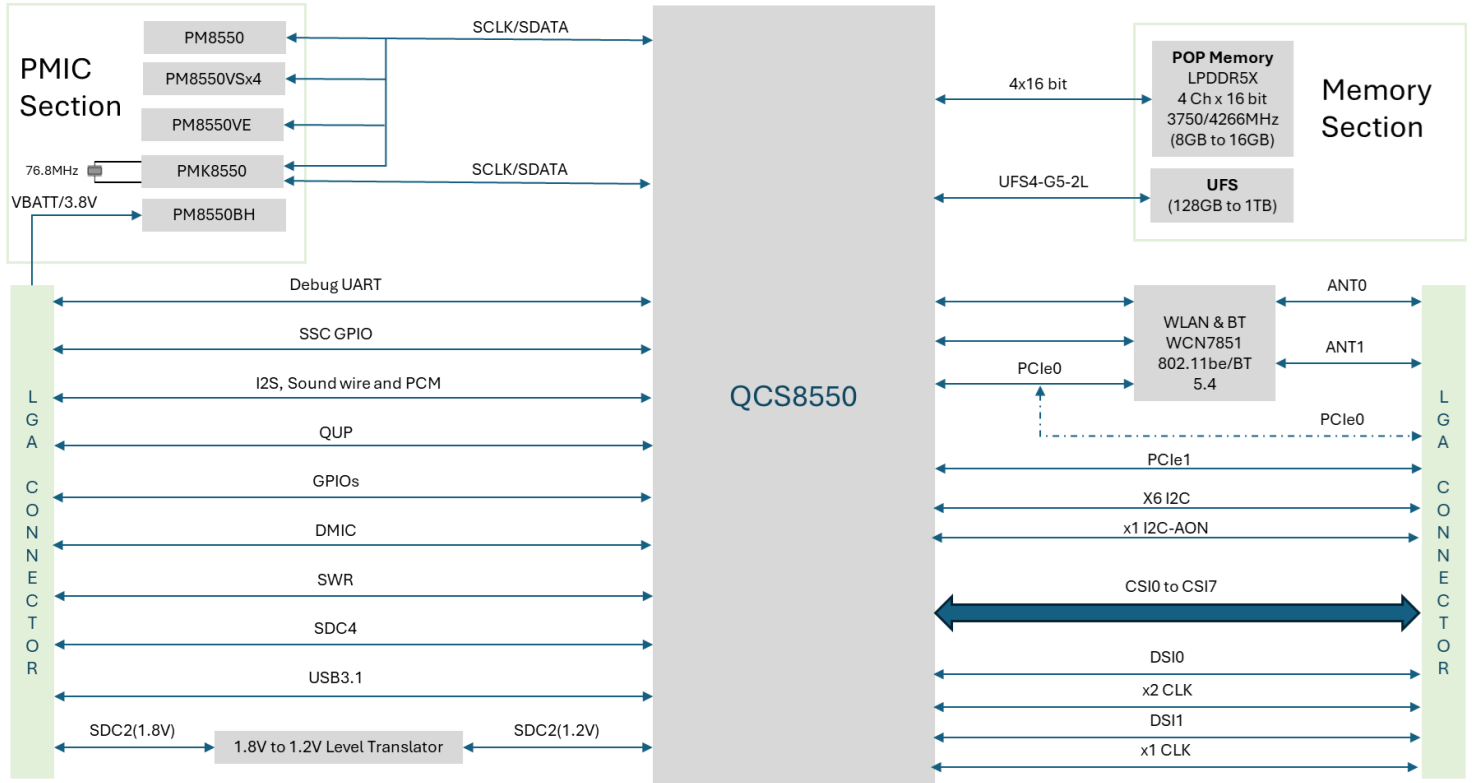 PMIC
Section
PM8550
PM8550VSx4
PM8550VE
PMK8550
PM8550BH
76.8MHz
VBATT/3.8V
SCLK/SDATA
SCLK/SDATA
QCS8550
4x16 bit
UFS4-G5-2L
POP Memory
LPDDR5X
4 Ch x 16 bit
3750/4266MHz
(8GB to 16GB)
UFS
(128GB to 1TB)
Memory
Section
LGA CONNECTOR
Debug UART
SSC GPIO
I2S, Sound wire and PCM
QUP
GPIOs
DMIC
SWR
SDC4
USB3.1
SDC2(1.8V)
1.8V to 1.2V Level Translator
SDC2(1.2V)
WLAN & BT
WCN7851
802.11be/BT
5.4
ANT0
ANT1
PCIe0
PCIe0
PCIe1
X6 I2C
x1 I2C-AON
CSI0 to CSI7
DSI0
x2 CLK
DSI1
x1 CLK
LGA CONNECTOR